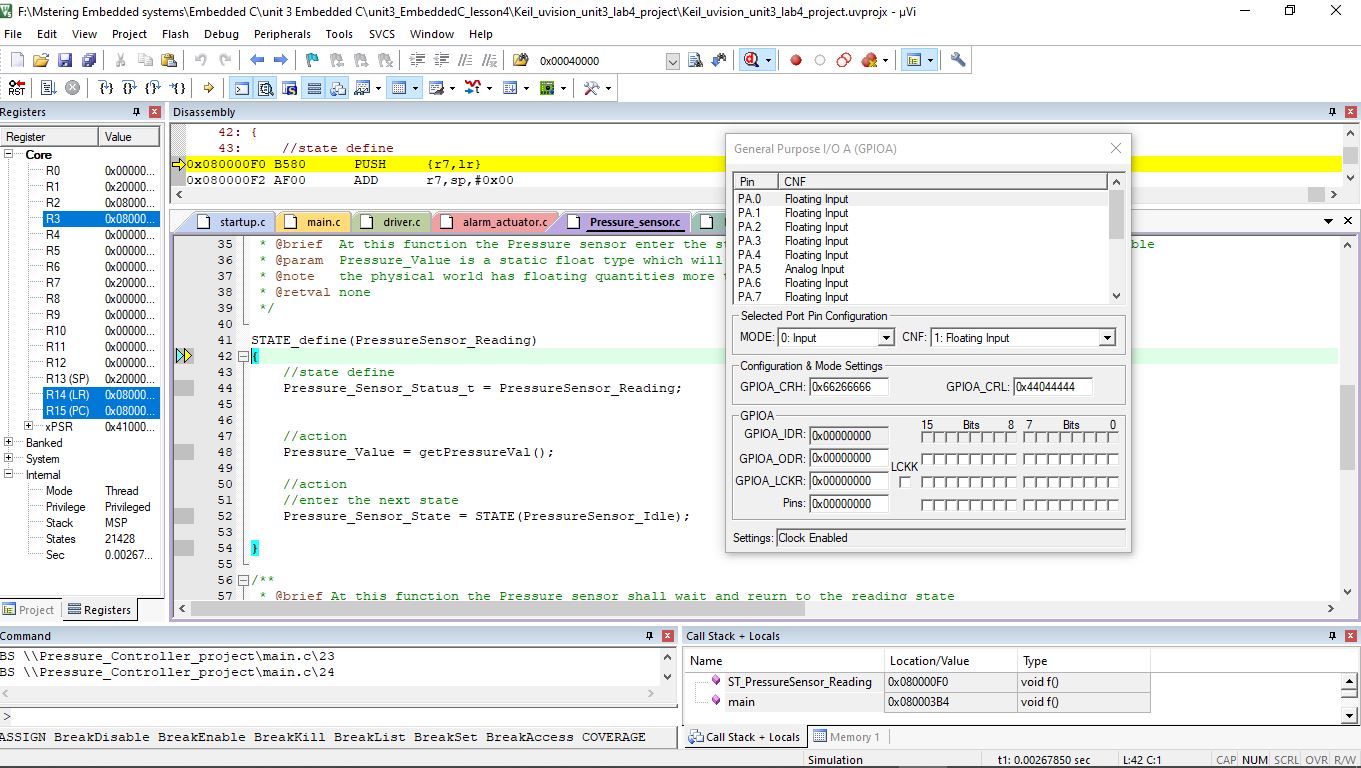 F:\Mstering Embedded systems\Embedded C\unit 3 Embedded C\unit3_EmbeddedC_lesson4\Keil_uvision_unit3_lab4_project\Keil_uvision_unit3_lab4_project.uvprojx - µVi
File Edit View Project Flash Debug Peripherals Tools SVCS Window Help
0x00040000
RST
Registers
Register Value
Core
R0 0x00000...
R1 0x20000...
R2 0x08000...
R3 0x08000...
R4 0x00000...
R5 0x00000...
R6 0x00000...
R7 0x20000...
R8 0x00000...
R9 0x00000...
R10 0x00000...
R11 0x00000...
R12 0x00000...
R13 (SP) 0x20000...
R14 (LR) 0x08000...
R15 (PC) 0x08000...
xPSR 0x41000...
Banked
System
Internal
Mode Thread
Privilege Privileged
Stack MSP
States 21428
Sec 0.00267...
Project Registers
Disassembly
42: {
43: //state define
0x080000F0 B580 PUSH {r7,lr}
0x080000F2 AF00 ADD r7,sp,#0x00
startup.c main.c driver.c alarm_actuator.c Pressure_sensor.c
35 * @brief At this function the Pressure sensor enter the st ble
36 * @param Pressure_Value is a static float type which will
37 * @note the physical world has floating quantities more
38 * @retval none
39 */
40
41 STATE_define(PressureSensor_Reading)
42 {
43 //state define
44 Pressure_Sensor_Status_t = PressureSensor_Reading;
45
46
47 //action
48 Pressure_Value = getPressureVal();
49
50 //action
51 //enter the next state
52 Pressure_Sensor_State = STATE(PressureSensor_Idle);
53
54 }
55
56 /**
57 * @brief At this function the Pressure sensor shall wait and reurn to the reading state
General Purpose I/O A (GPIOA)
Pin CNF
PA.0 Floating Input
PA.1 Floating Input
PA.2 Floating Input
PA.3 Floating Input
PA.4 Floating Input
PA.5 Analog Input
PA.6 Floating Input
PA.7 Floating Input
Selected Port Pin Configuration
MODE: 0: Input CNF: 1: Floating Input
Configuration & Mode Settings
GPIOA_CRH: 0x66266666 GPIOA_CRL: 0x44044444
GPIOA
15 Bits 8 7 Bits 0
GPIOA_IDR: 0x00000000
GPIOA_ODR: 0x00000000
LCKK
GPIOA_LCKR: 0x00000000
Pins: 0x00000000
Settings: Clock Enabled
Command
BS \\Pressure_Controller_project\main.c\23
BS \\Pressure_Controller_project\main.c\24
>
ASSIGN BreakDisable BreakEnable BreakKill BreakList BreakSet BreakAccess COVERAGE
Call Stack + Locals
Name Location/Value Type
ST_PressureSensor_Reading 0x080000F0 void f()
main 0x080003B4 void f()
Call Stack + Locals Memory 1
Simulation t1: 0.00267850 sec L:42 C:1 CAP NUM SCRL OVR R/W